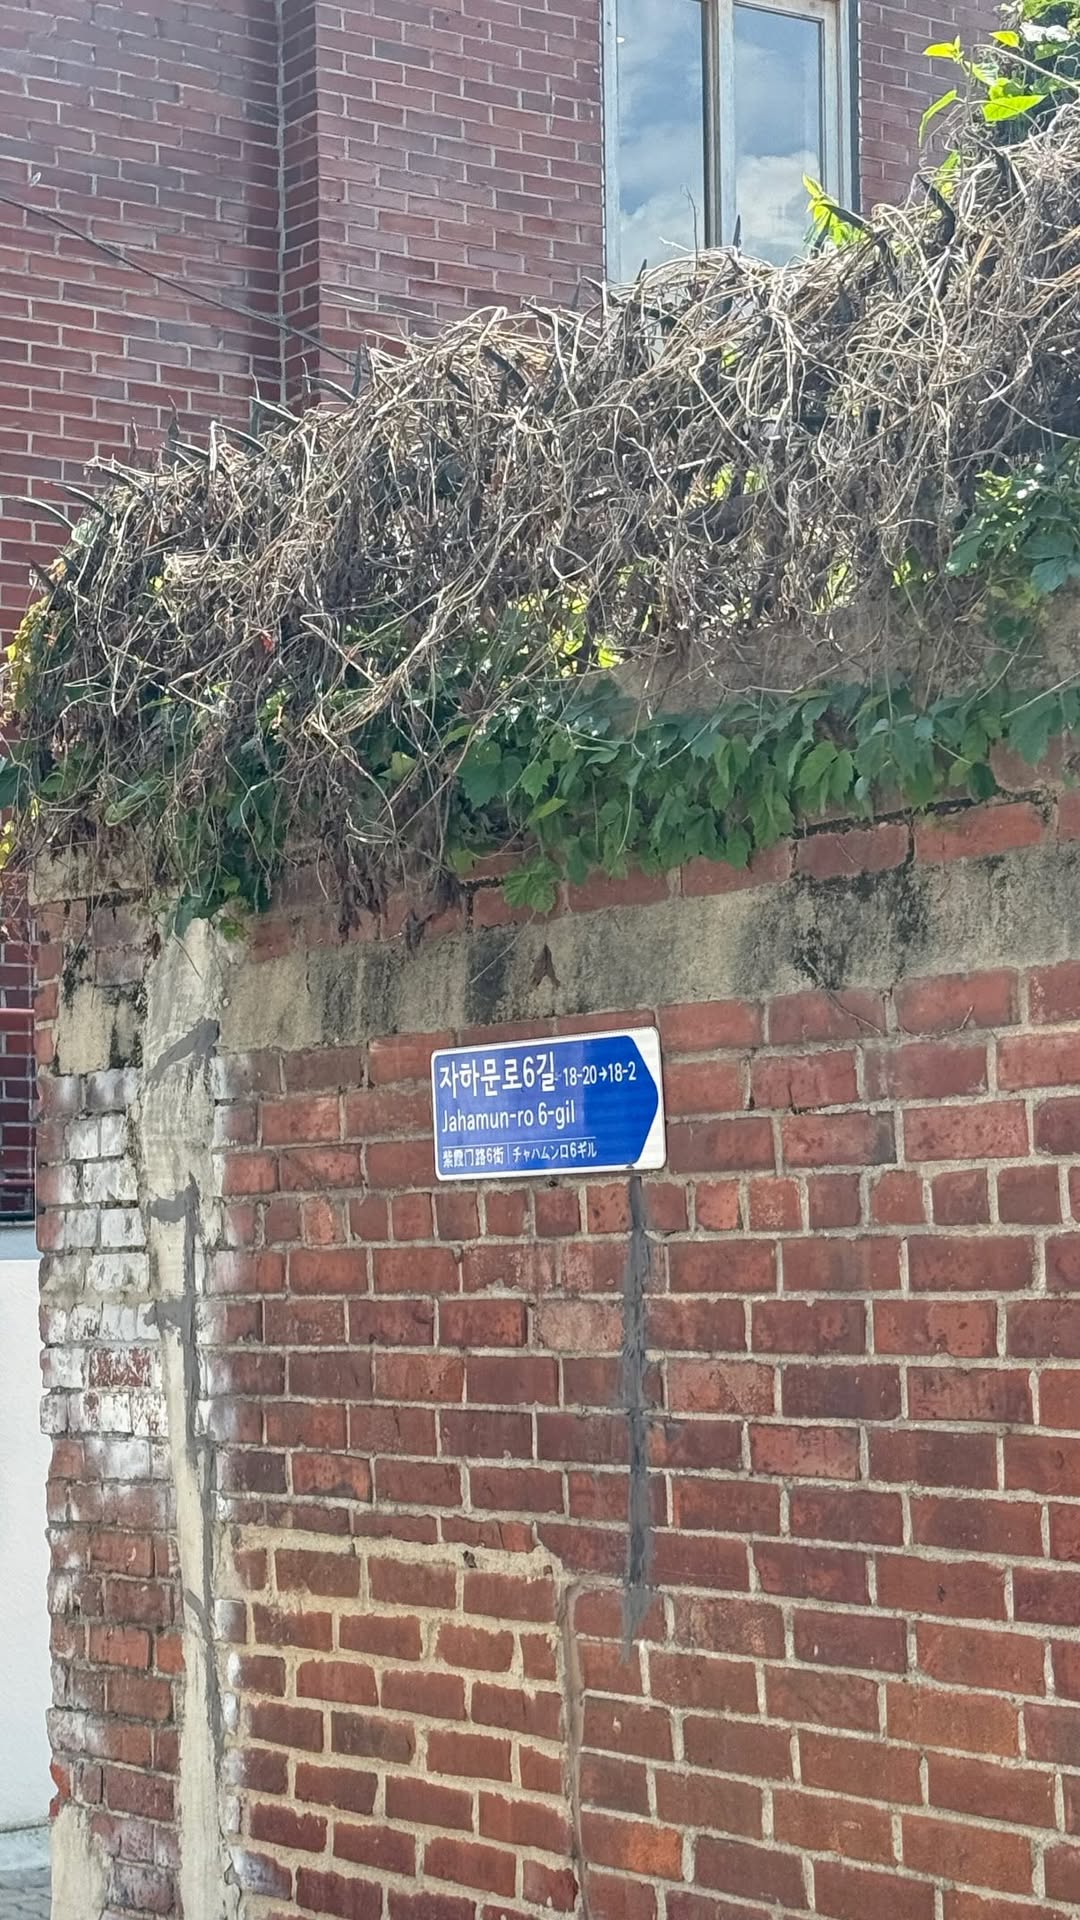 자하문로6길 18-20→18-2
Jahamun-ro 6-gil
紫霞门路6街 | チャハムンロ6ギル